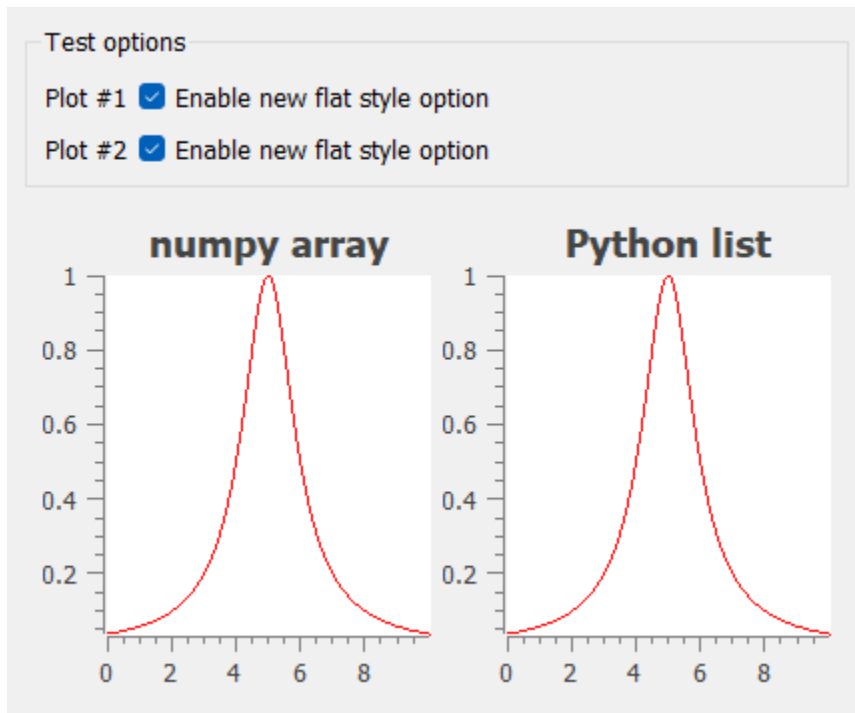 Test options
Plot #1 Enable new flat style option
Plot #2 Enable new flat style option
numpy array
1
0.8
0.6
0.4
0.2
0 2 4 6 8
Python list
1
0.8
0.6
0.4
0.2
0 2 4 6 8